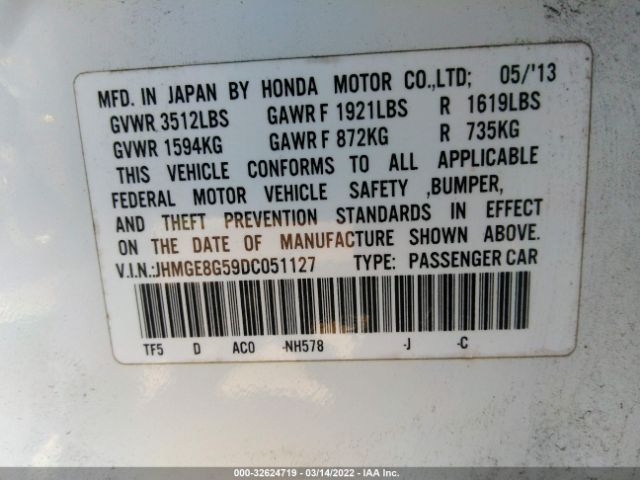 MFD. IN JAPAN BY HONDA MOTOR CO.,LTD; 05/'13
GVWR 3512LBS GAWR F 1921LBS R 1619LBS
GVWR 1594KG GAWR F 872KG R 735KG
THIS VEHICLE CONFORMS TO ALL APPLICABLE
FEDERAL MOTOR VEHICLE SAFETY ,BUMPER,
AND THEFT PREVENTION STANDARDS IN EFFECT
ON THE DATE OF MANUFACTURE SHOWN ABOVE.
V.I.N.:JHMGE8G59DC051127 TYPE: PASSENGER CAR
TF5 D AC0 -NH578 -J -C
000-32624719 - 03/14/2022 - IAA Inc.